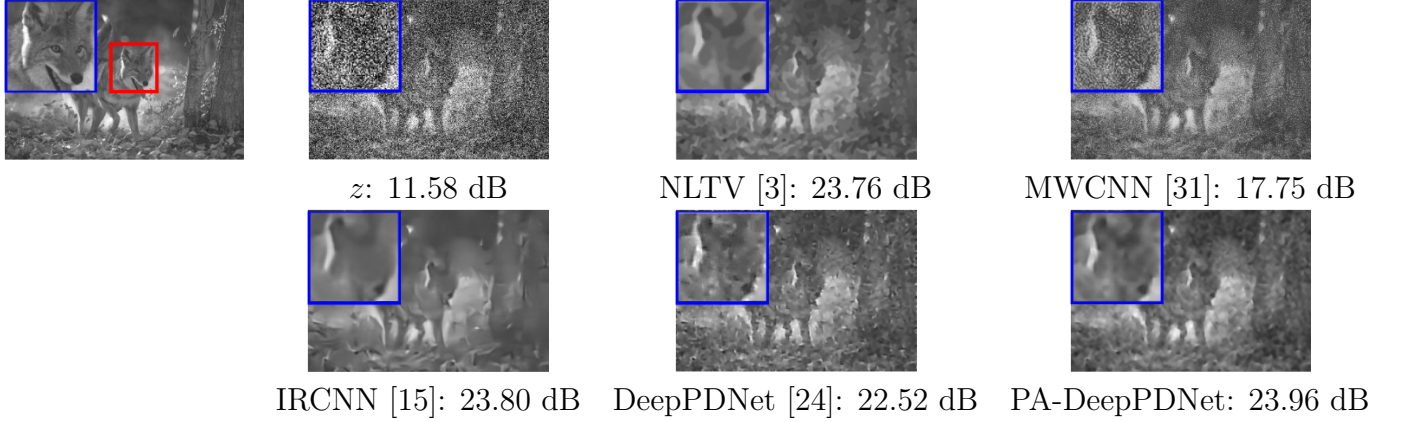 z: 11.58 dB
NLTV [3]: 23.76 dB
MWCNN [31]: 17.75 dB
IRCNN [15]: 23.80 dB
DeepPDNet [24]: 22.52 dB
PA-DeepPDNet: 23.96 dB